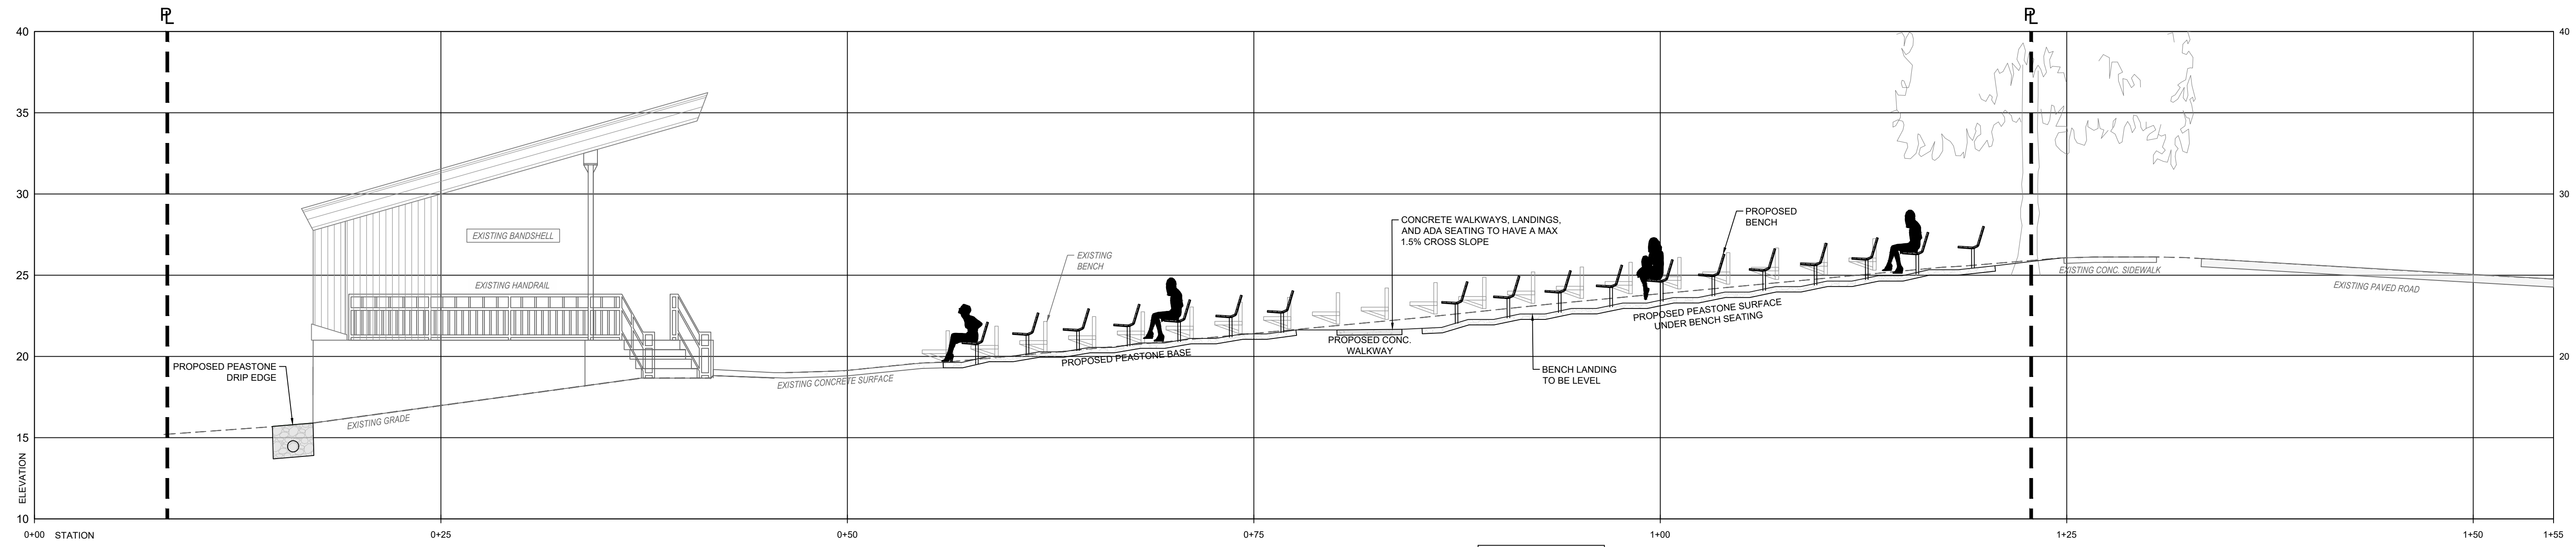 PL
PL
40
40
35
30
30
25
20
20
15
10
ELEVATION
EXISTING BANDSHELL
EXISTING HANDRAIL
PROPOSED PEASTONE
DRIP EDGE
EXISTING GRADE
EXISTING CONCRETE SURFACE
EXISTING
BENCH
PROPOSED PEASTONE BASE
CONCRETE WALKWAYS, LANDINGS,
AND ADA SEATING TO HAVE A MAX
1.5% CROSS SLOPE
PROPOSED CONC.
WALKWAY
BENCH LANDING
TO BE LEVEL
PROPOSED
BENCH
PROPOSED PEASTONE SURFACE
UNDER BENCH SEATING
EXISTING CONC. SIDEWALK
EXISTING PAVED ROAD
0+00 STATION
0+25
0+50
0+75
1+00
1+25
1+50
1+55